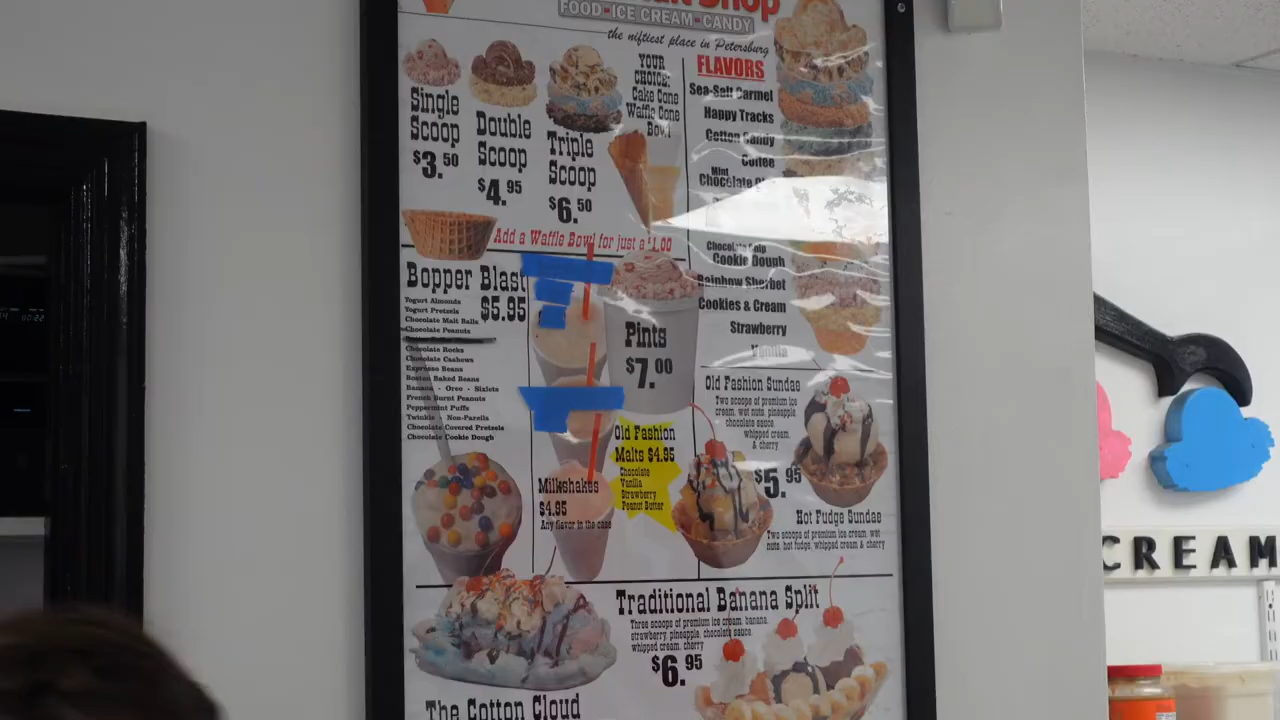 Shop
FOOD-ICE CREAM-CANDY
the niftiest place in Petersburg
Single
Scoop
$3.50
Double
Scoop
$4.95
Triple
Scoop
$6.50
YOUR
CHOICE:
Cake Cone
Waffle Cone
Bowl
Add a Waffle Bowl for just a $1.00
FLAVORS
Sea-Salt Carmel
Happy Tracks
Cotton Candy
Coffee
Mint
Chocolate
Chocolate Chip
Cookie Dough
Rainbow Sherbet
Cookies & Cream
Strawberry
Vanilla
Bopper Blast
$5.95
Yogurt Almonds
Yogurt Pretzels
Chocolate Malt Balls
Chocolate Peanuts
Chocolate Rocks
Chocolate Cashews
Expresso Beans
Boston Baked Beans
Banana - Oreo - Sixlets
French Burnt Peanuts
Peppermint Puffs
Twinkie - Non-Pareils
Chocolate Covered Pretzels
Chocolate Cookie Dough
Pints
$7.00
Milkshakes
$4.95
Any flavor in the case
Old Fashion
Malts $4.95
Chocolate
Vanilla
Strawberry
Peanut Butter
Old Fashion Sundae
Two scoops of premium ice
cream, wet nuts, pineapple
chocolate sauce,
whipped cream,
& cherry
$5.95
Hot Fudge Sundae
Two scoops of premium ice cream, wet
nuts, hot fudge, whipped cream & cherry
Traditional Banana Split
Three scoops of premium ice cream, banana,
strawberry, pineapple, chocolate sauce,
whipped cream, cherry
$6.95
The Cotton Cloud
CREAM